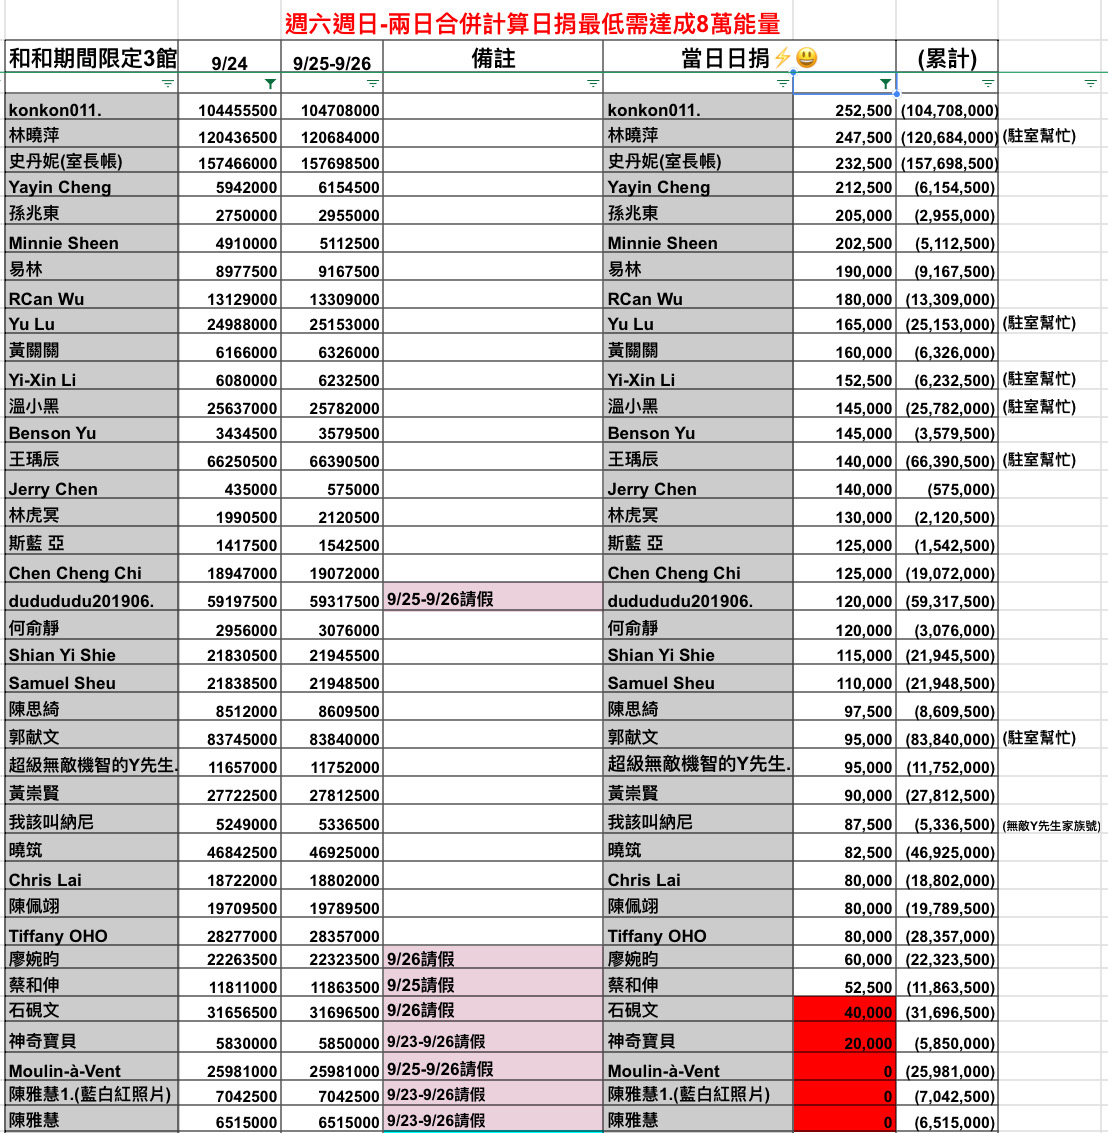 週六週日-兩日合併計算日捐最低需達成8萬能量
和和期間限定3館 9/24 9/25-9/26 備註 當日日捐⚡😃 (累計)
konkon011. 104455500 104708000 konkon011. 252,500 (104,708,000)
林曉萍 120436500 120684000 林曉萍 247,500 (120,684,000) (駐室幫忙)
史丹妮(室長帳) 157466000 157698500 史丹妮(室長帳) 232,500 (157,698,500)
Yayin Cheng 5942000 6154500 Yayin Cheng 212,500 (6,154,500)
孫兆東 2750000 2955000 孫兆東 205,000 (2,955,000)
Minnie Sheen 4910000 5112500 Minnie Sheen 202,500 (5,112,500)
易林 8977500 9167500 易林 190,000 (9,167,500)
RCan Wu 13129000 13309000 RCan Wu 180,000 (13,309,000)
Yu Lu 24988000 25153000 Yu Lu 165,000 (25,153,000) (駐室幫忙)
黃關關 6166000 6326000 黃關關 160,000 (6,326,000)
Yi-Xin Li 6080000 6232500 Yi-Xin Li 152,500 (6,232,500) (駐室幫忙)
溫小黑 25637000 25782000 溫小黑 145,000 (25,782,000) (駐室幫忙)
Benson Yu 3434500 3579500 Benson Yu 145,000 (3,579,500)
王瑀辰 66250500 66390500 王瑀辰 140,000 (66,390,500) (駐室幫忙)
Jerry Chen 435000 575000 Jerry Chen 140,000 (575,000)
林虎冥 1990500 2120500 林虎冥 130,000 (2,120,500)
斯藍 亞 1417500 1542500 斯藍 亞 125,000 (1,542,500)
Chen Cheng Chi 18947000 19072000 Chen Cheng Chi 125,000 (19,072,000)
dudududu201906. 59197500 59317500 9/25-9/26請假 dudududu201906. 120,000 (59,317,500)
何俞靜 2956000 3076000 何俞靜 120,000 (3,076,000)
Shian Yi Shie 21830500 21945500 Shian Yi Shie 115,000 (21,945,500)
Samuel Sheu 21838500 21948500 Samuel Sheu 110,000 (21,948,500)
陳思綺 8512000 8609500 陳思綺 97,500 (8,609,500)
郭献文 83745000 83840000 郭献文 95,000 (83,840,000) (駐室幫忙)
超級無敵機智的Y先生. 11657000 11752000 超級無敵機智的Y先生. 95,000 (11,752,000)
黃崇賢 27722500 27812500 黃崇賢 90,000 (27,812,500)
我該叫納尼 5249000 5336500 我該叫納尼 87,500 (5,336,500) (無敵Y先生家族號)
曉筑 46842500 46925000 曉筑 82,500 (46,925,000)
Chris Lai 18722000 18802000 Chris Lai 80,000 (18,802,000)
陳佩翊 19709500 19789500 陳佩翊 80,000 (19,789,500)
Tiffany OHO 28277000 28357000 Tiffany OHO 80,000 (28,357,000)
廖婉昀 22263500 22323500 9/26請假 廖婉昀 60,000 (22,323,500)
蔡和伸 11811000 11863500 9/25請假 蔡和伸 52,500 (11,863,500)
石硯文 31656500 31696500 9/26請假 石硯文 40,000 (31,696,500)
神奇寶貝 5830000 5850000 9/23-9/26請假 神奇寶貝 20,000 (5,850,000)
Moulin-à-Vent 25981000 25981000 9/25-9/26請假 Moulin-à-Vent 0 (25,981,000)
陳雅慧1.(藍白紅照片) 7042500 7042500 9/23-9/26請假 陳雅慧1.(藍白紅照片) 0 (7,042,500)
陳雅慧 6515000 6515000 9/23-9/26請假 陳雅慧 0 (6,515,000)